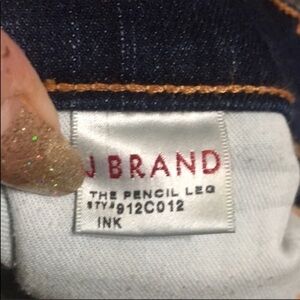 J BRAND
THE PENCIL LEG
STY# 912C012
INK